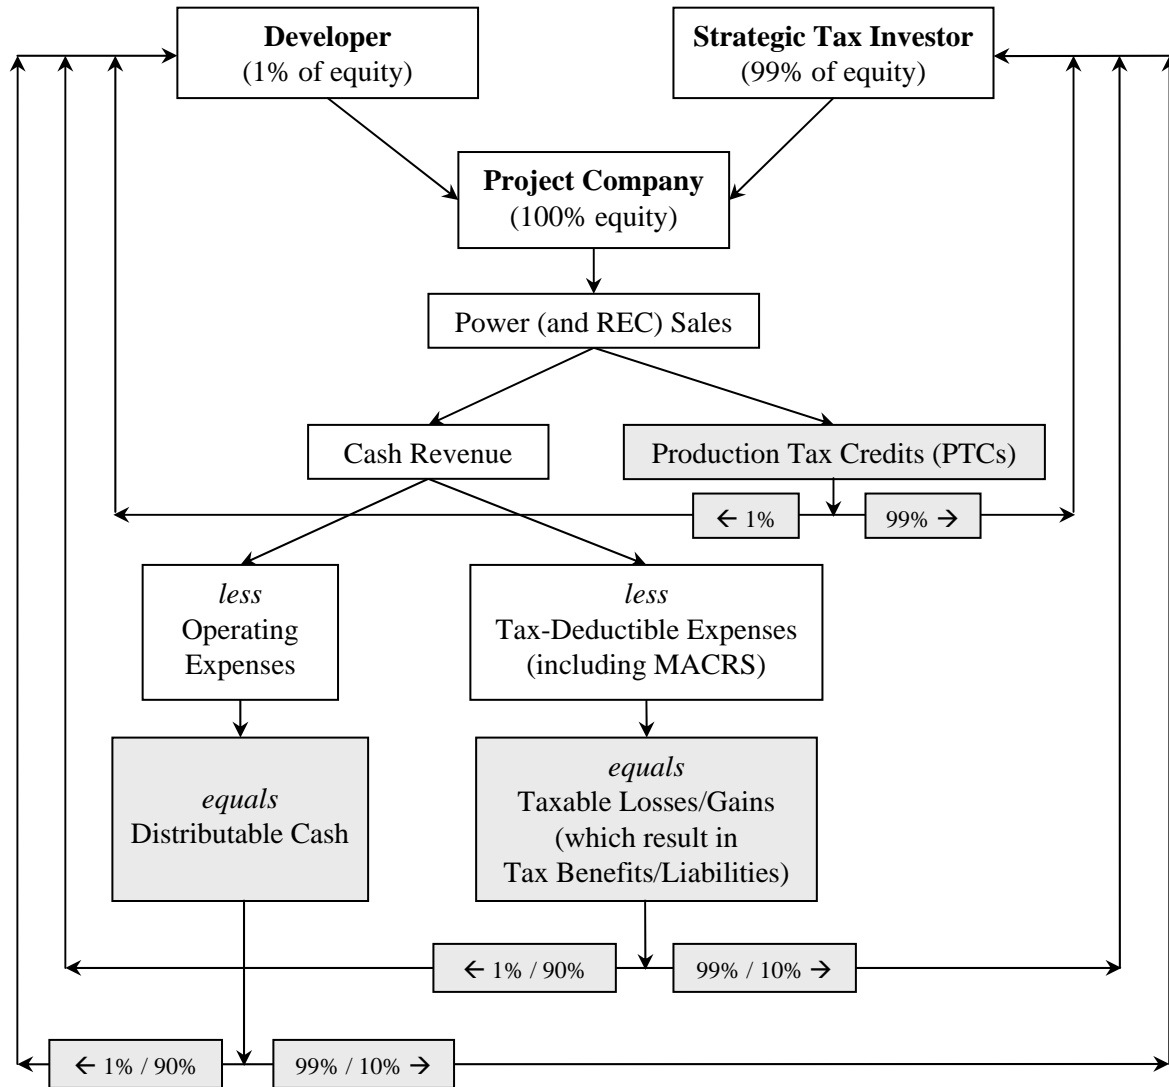 Developer
(1% of equity)
Strategic Tax Investor
(99% of equity)
Project Company
(100% equity)
Power (and REC) Sales
Cash Revenue
Production Tax Credits (PTCs)
← 1%
99% →
less
Operating
Expenses
less
Tax-Deductible Expenses
(including MACRS)
equals
Distributable Cash
equals
Taxable Losses/Gains
(which result in
Tax Benefits/Liabilities)
← 1% / 90%
99% / 10% →
← 1% / 90%
99% / 10% →